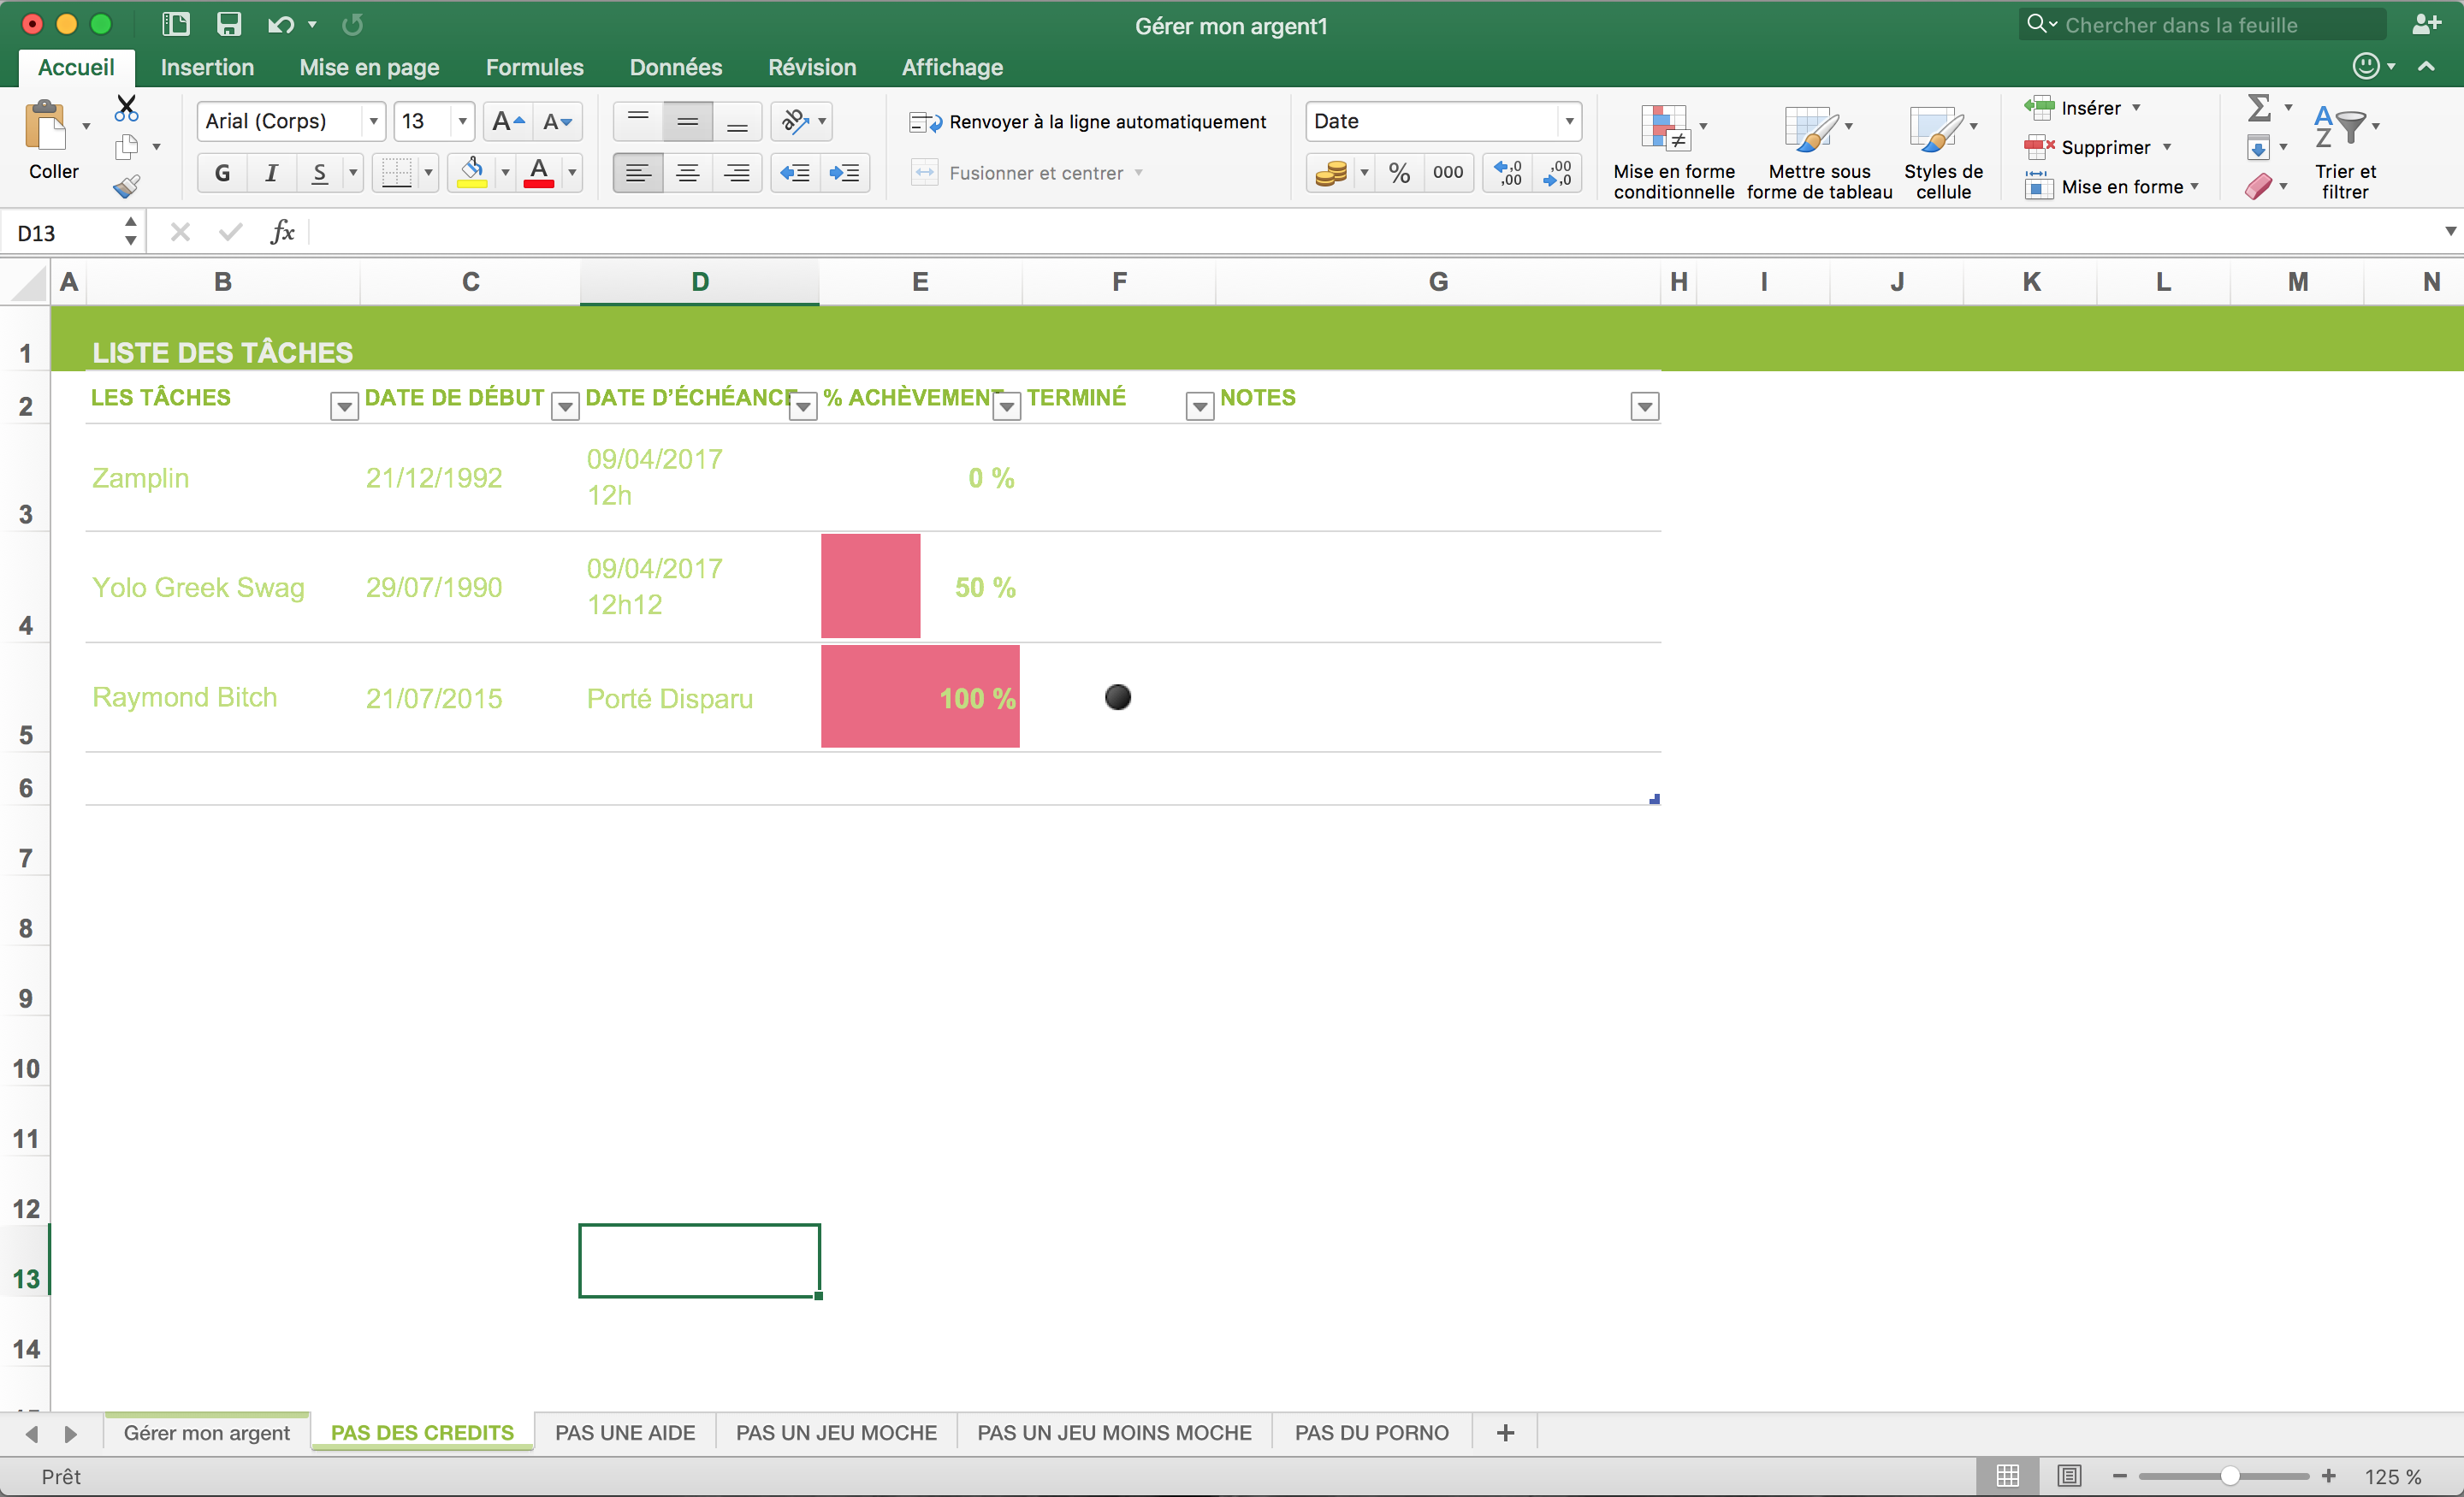 Gérer mon argent1
Chercher dans la feuille
Accueil Insertion Mise en page Formules Données Révision Affichage
Coller
Arial (Corps) 13 A A
G I S A
ab
Renvoyer à la ligne automatiquement
Fusionner et centrer
Date
% 000 ,0 ,00 ,00 ,0
Mise en forme conditionnelle
Mettre sous forme de tableau
Styles de cellule
Insérer
Supprimer
Mise en forme
Σ
A Z
Trier et filtrer
D13 fx
A B C D E F G H I J K L M N
1 LISTE DES TÂCHES
2 LES TÂCHES DATE DE DÉBUT DATE D’ÉCHÉANCE % ACHÈVEMENT TERMINÉ NOTES
3 Zamplin 21/12/1992 09/04/2017 12h 0 %
4 Yolo Greek Swag 29/07/1990 09/04/2017 12h12 50 %
5 Raymond Bitch 21/07/2015 Porté Disparu 100 %
6
7
8
9
10
11
12
13
14
Gérer mon argent PAS DES CREDITS PAS UNE AIDE PAS UN JEU MOCHE PAS UN JEU MOINS MOCHE PAS DU PORNO +
Prêt 125 %